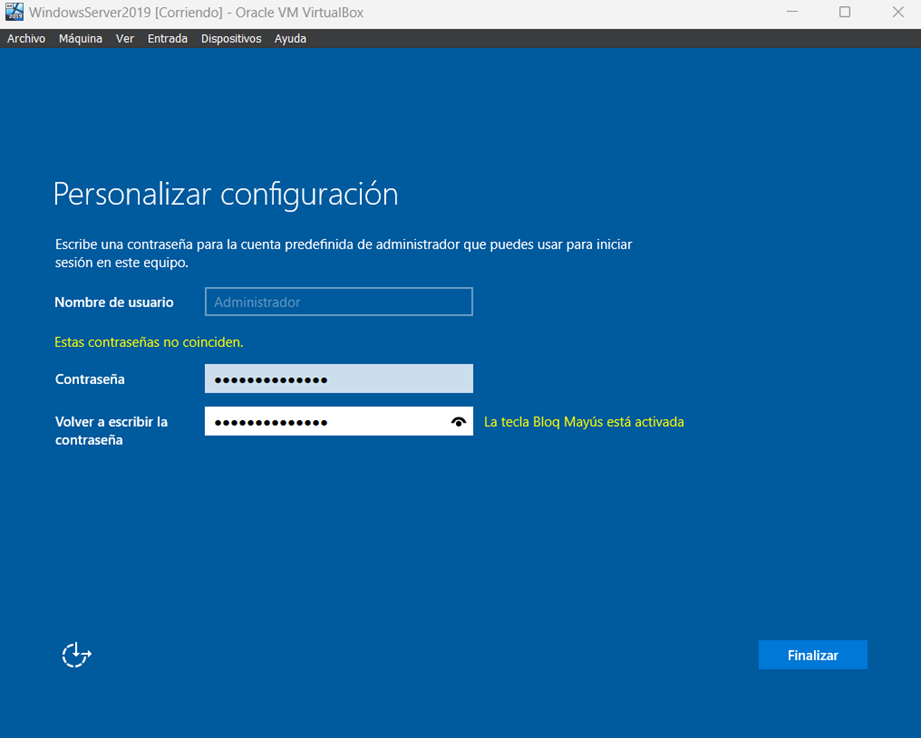 WindowsServer2019 [Corriendo] - Oracle VM VirtualBox
Archivo Máquina Ver Entrada Dispositivos Ayuda
Personalizar configuración
Escribe una contraseña para la cuenta predefinida de administrador que puedes usar para iniciar
sesión en este equipo.
Nombre de usuario Administrador
Estas contraseñas no coinciden.
Contraseña ••••••••••••••
Volver a escribir la
contraseña ••••••••••••••
La tecla Bloq Mayús está activada
Finalizar